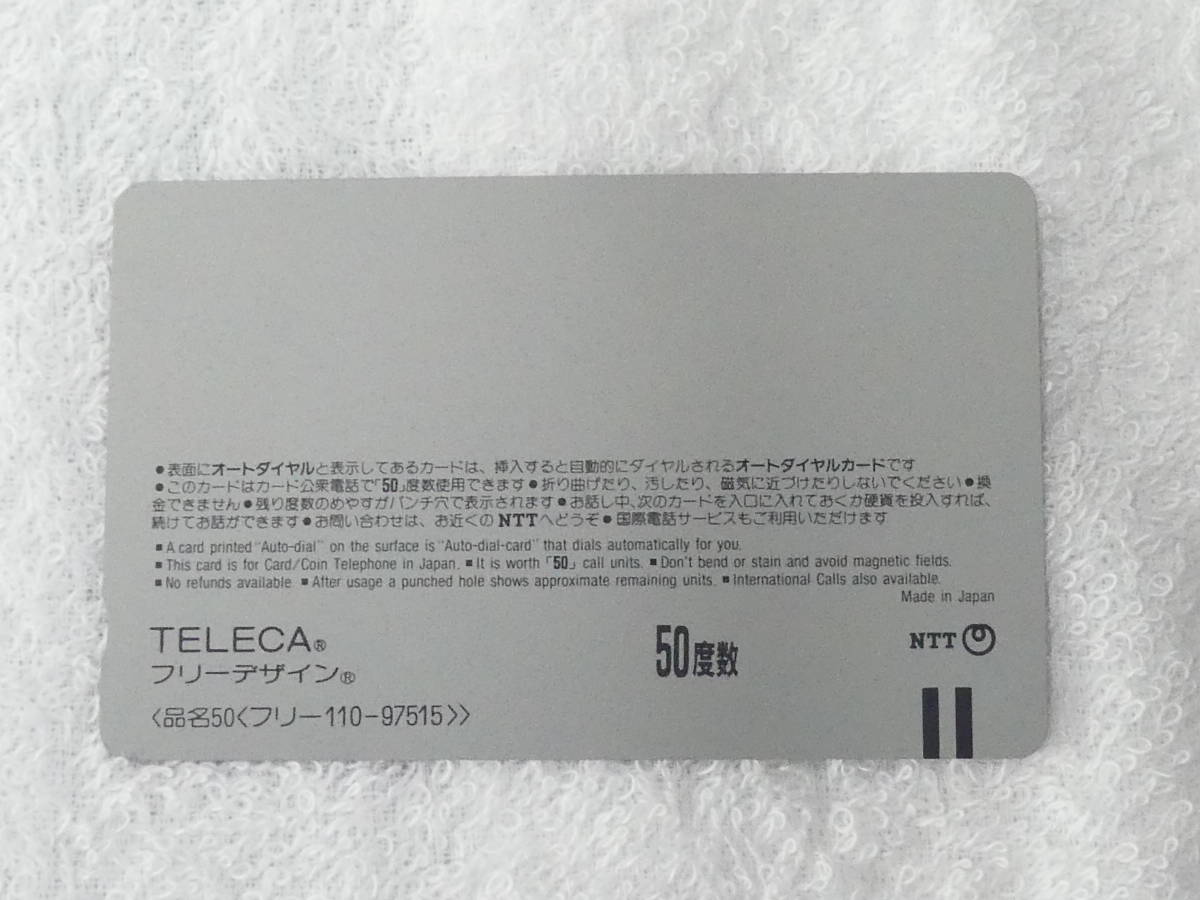 ●表面にオートダイヤルと表示してあるカードは、挿入すると自動的にダイヤルされるオートダイヤルカードです
●このカードはカード公衆電話で「50」度数使用できます●折り曲げたり、汚したり、磁気に近づけたりしないでください●換
金できません●残り度数のめやすがパンチ穴で表示されます●お話し中、次のカードを入口に入れておくか硬貨を投入すれば、
続けてお話ができます●お問い合わせは、お近くのNTTへどうぞ●国際電話サービスもご利用いただけます
■A card printed "Auto-dial" on the surface is "Auto-dial-card" that dials automatically for you.
■This card is for Card/Coin Telephone in Japan. ■It is worth「50」call units. ■Don't bend or stain and avoid magnetic fields.
■No refunds available. ■After usage a punched hole shows approximate remaining units. ■International Calls also available.
Made in Japan
TELECA®
フリーデザイン®
50度数
NTT
〈品名50〈フリー110-97515〉〉